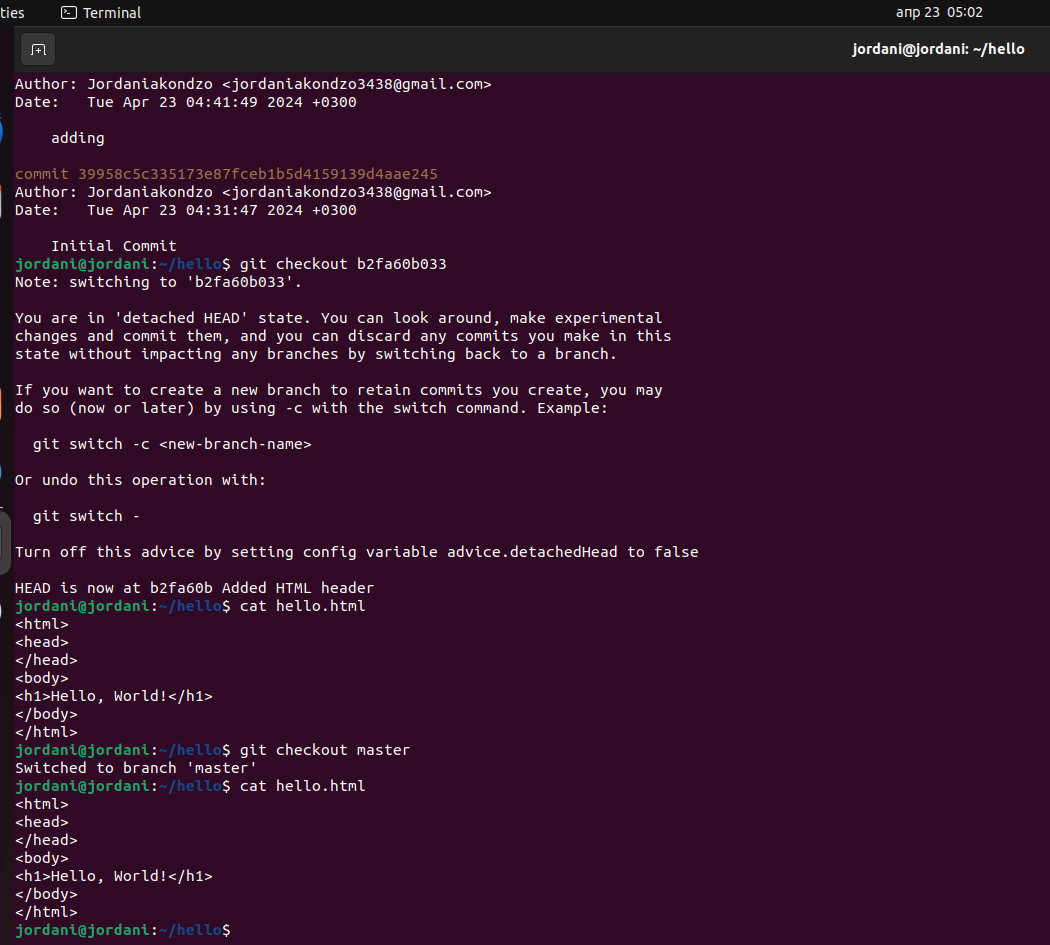 ties Terminal апр 23 05:02
jordani@jordani: ~/hello
Author: Jordaniakondzo <jordaniakondzo3438@gmail.com>
Date:   Tue Apr 23 04:41:49 2024 +0300
    adding
commit 39958c5c335173e87fceb1b5d4159139d4aae245
Author: Jordaniakondzo <jordaniakondzo3438@gmail.com>
Date:   Tue Apr 23 04:31:47 2024 +0300
    Initial Commit
jordani@jordani:~/hello$ git checkout b2fa60b033
Note: switching to 'b2fa60b033'.
You are in 'detached HEAD' state. You can look around, make experimental
changes and commit them, and you can discard any commits you make in this
state without impacting any branches by switching back to a branch.
If you want to create a new branch to retain commits you create, you may
do so (now or later) by using -c with the switch command. Example:
  git switch -c <new-branch-name>
Or undo this operation with:
  git switch -
Turn off this advice by setting config variable advice.detachedHead to false
HEAD is now at b2fa60b Added HTML header
jordani@jordani:~/hello$ cat hello.html
<html>
<head>
</head>
<body>
<h1>Hello, World!</h1>
</body>
</html>
jordani@jordani:~/hello$ git checkout master
Switched to branch 'master'
jordani@jordani:~/hello$ cat hello.html
<html>
<head>
</head>
<body>
<h1>Hello, World!</h1>
</body>
</html>
jordani@jordani:~/hello$